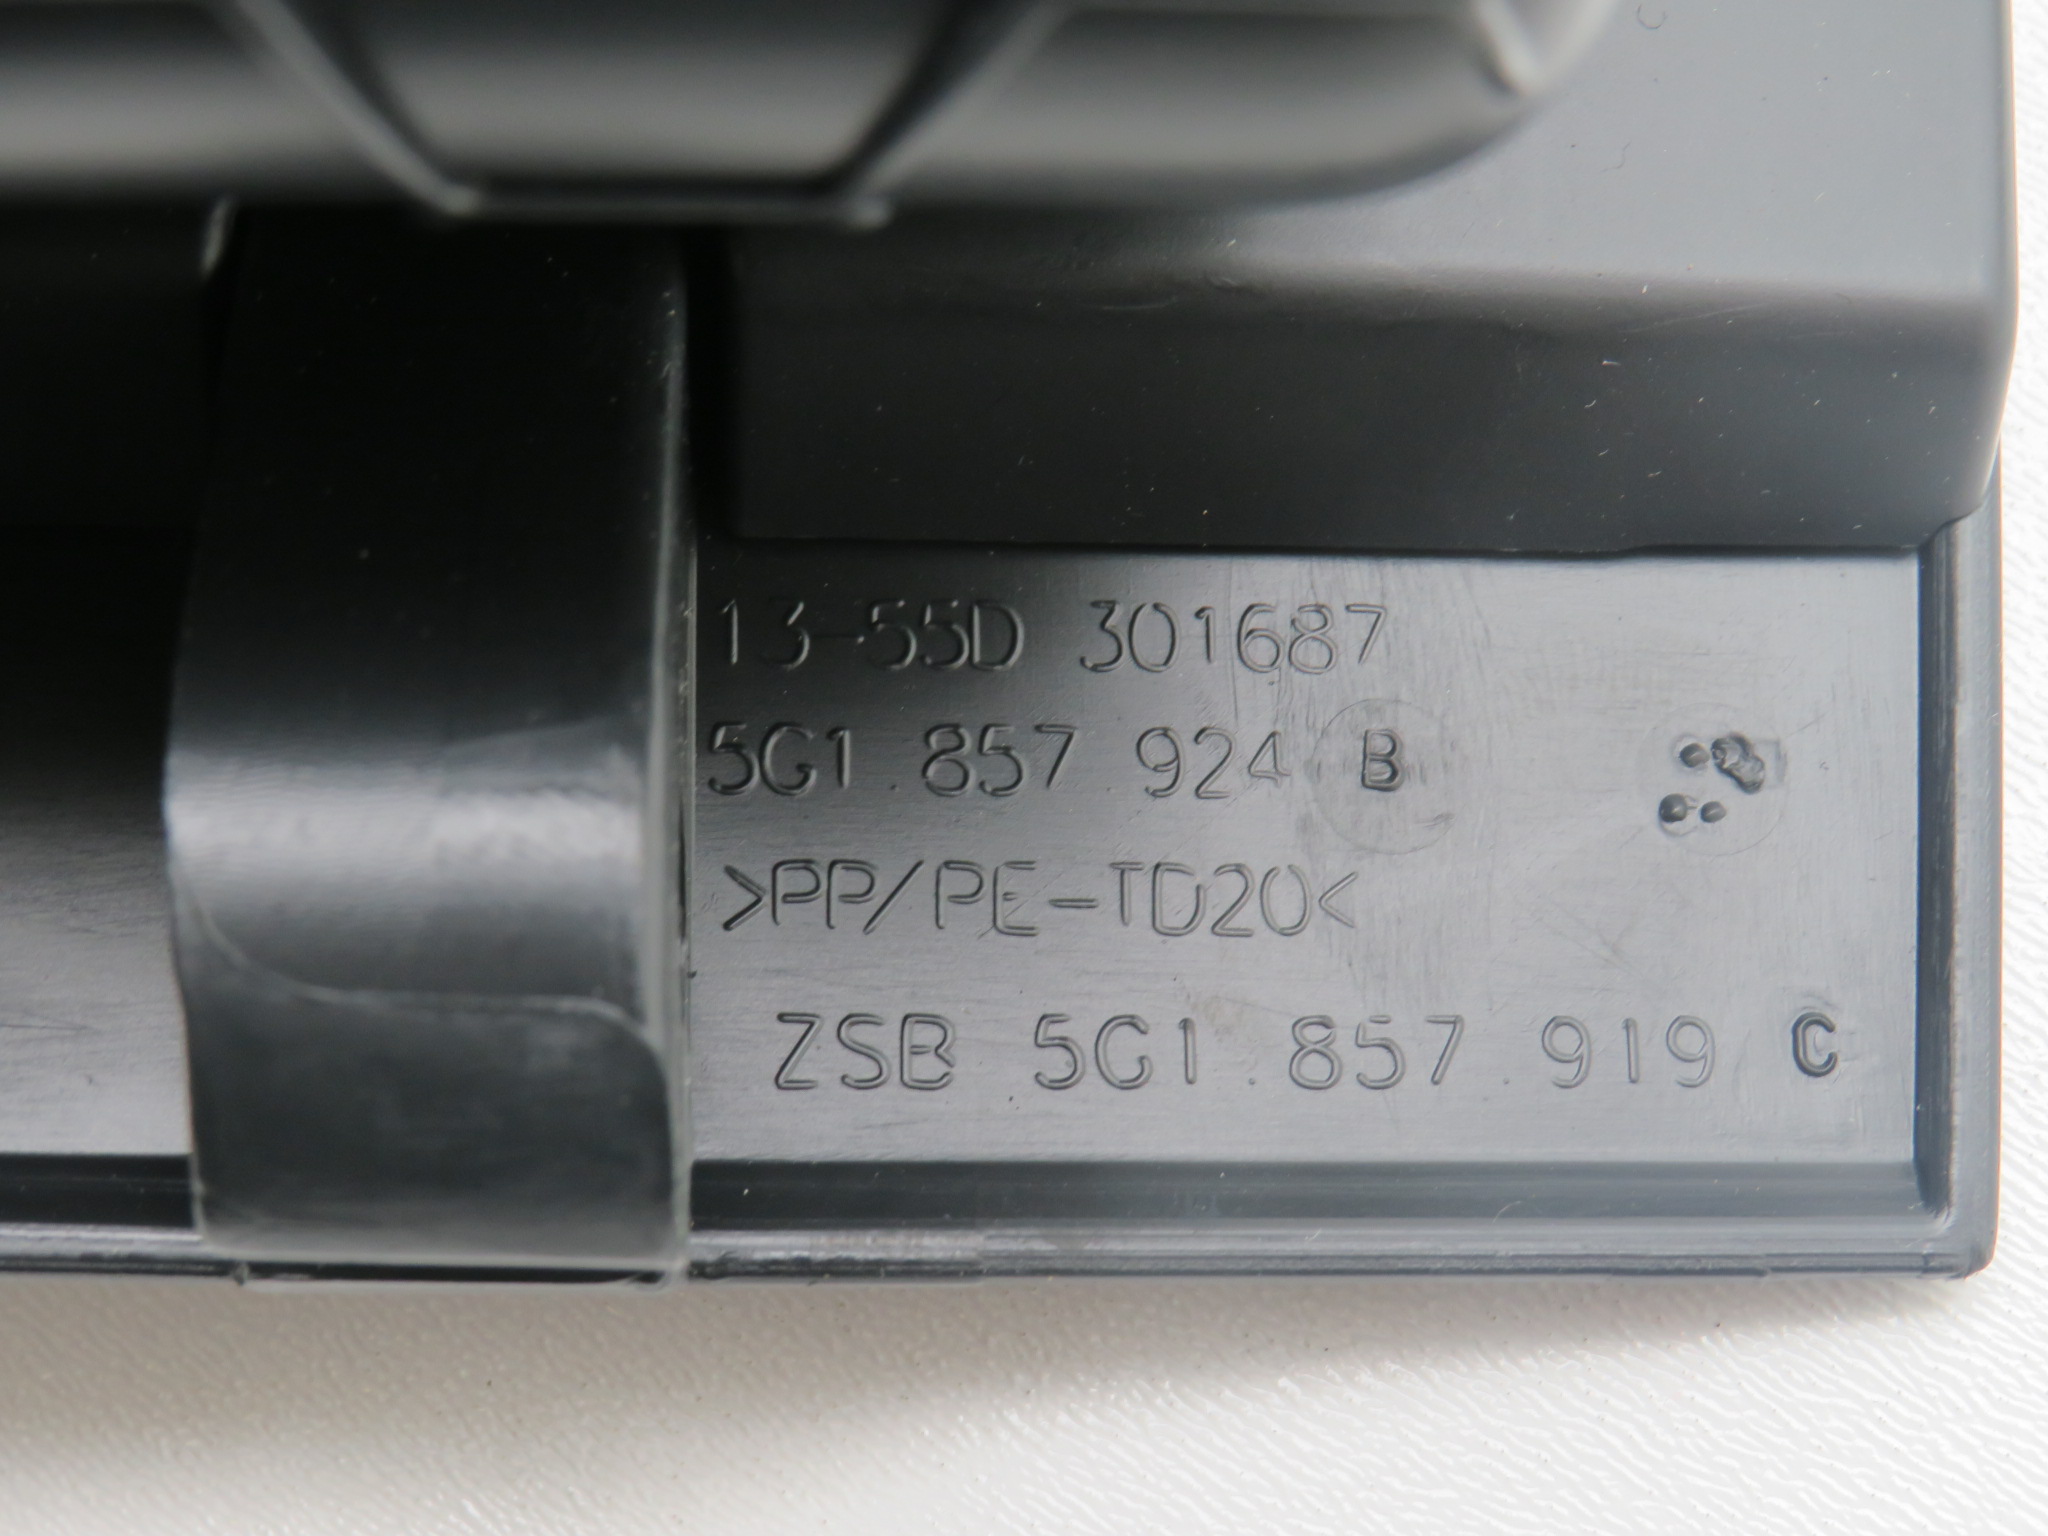 13-55D 301687
5G1.857 924 B
>PP/PE-TD20<
ZSB 5G1.857.919 C